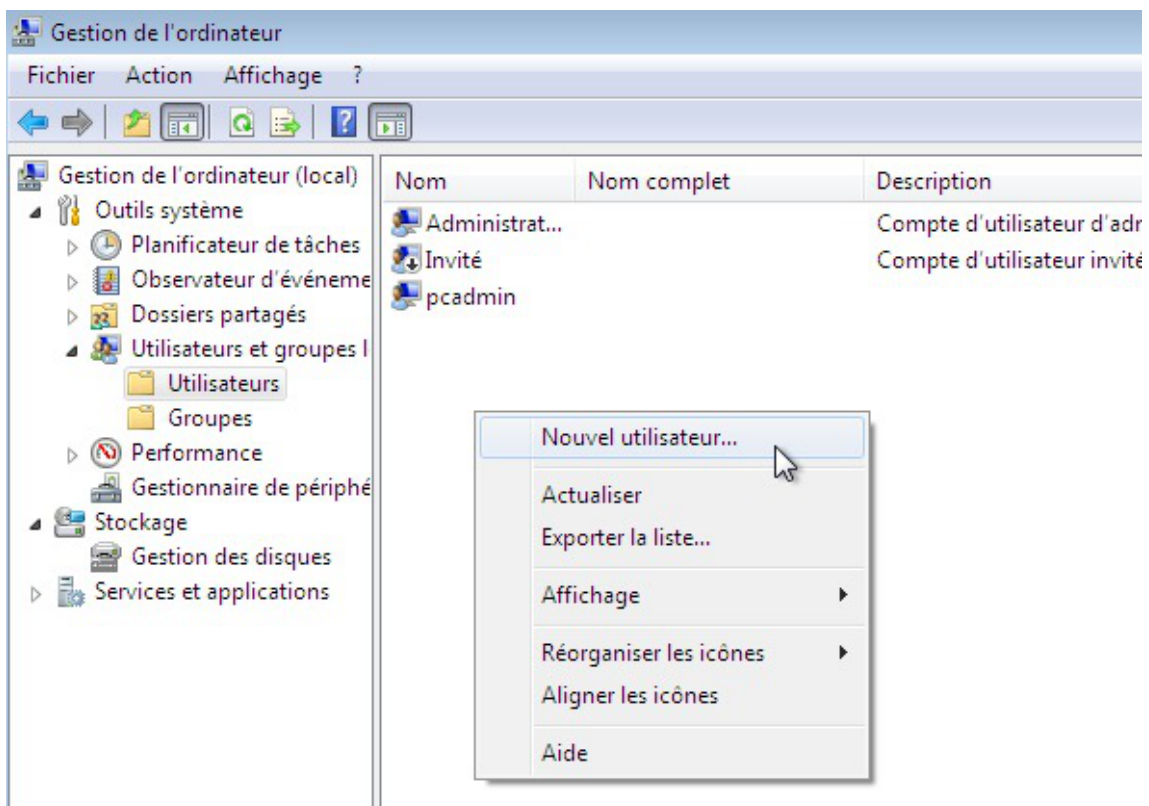 Gestion de l'ordinateur
Fichier Action Affichage ?
Gestion de l'ordinateur (local)
Outils système
Planificateur de tâches
Observateur d'événeme
Dossiers partagés
Utilisateurs et groupes l
Utilisateurs
Groupes
Performance
Gestionnaire de périphé
Stockage
Gestion des disques
Services et applications
Nom Nom complet Description
Administrat... Compte d'utilisateur d'adr
Invité Compte d'utilisateur invité
pcadmin
Nouvel utilisateur...
Actualiser
Exporter la liste...
Affichage
Réorganiser les icônes
Aligner les icônes
Aide